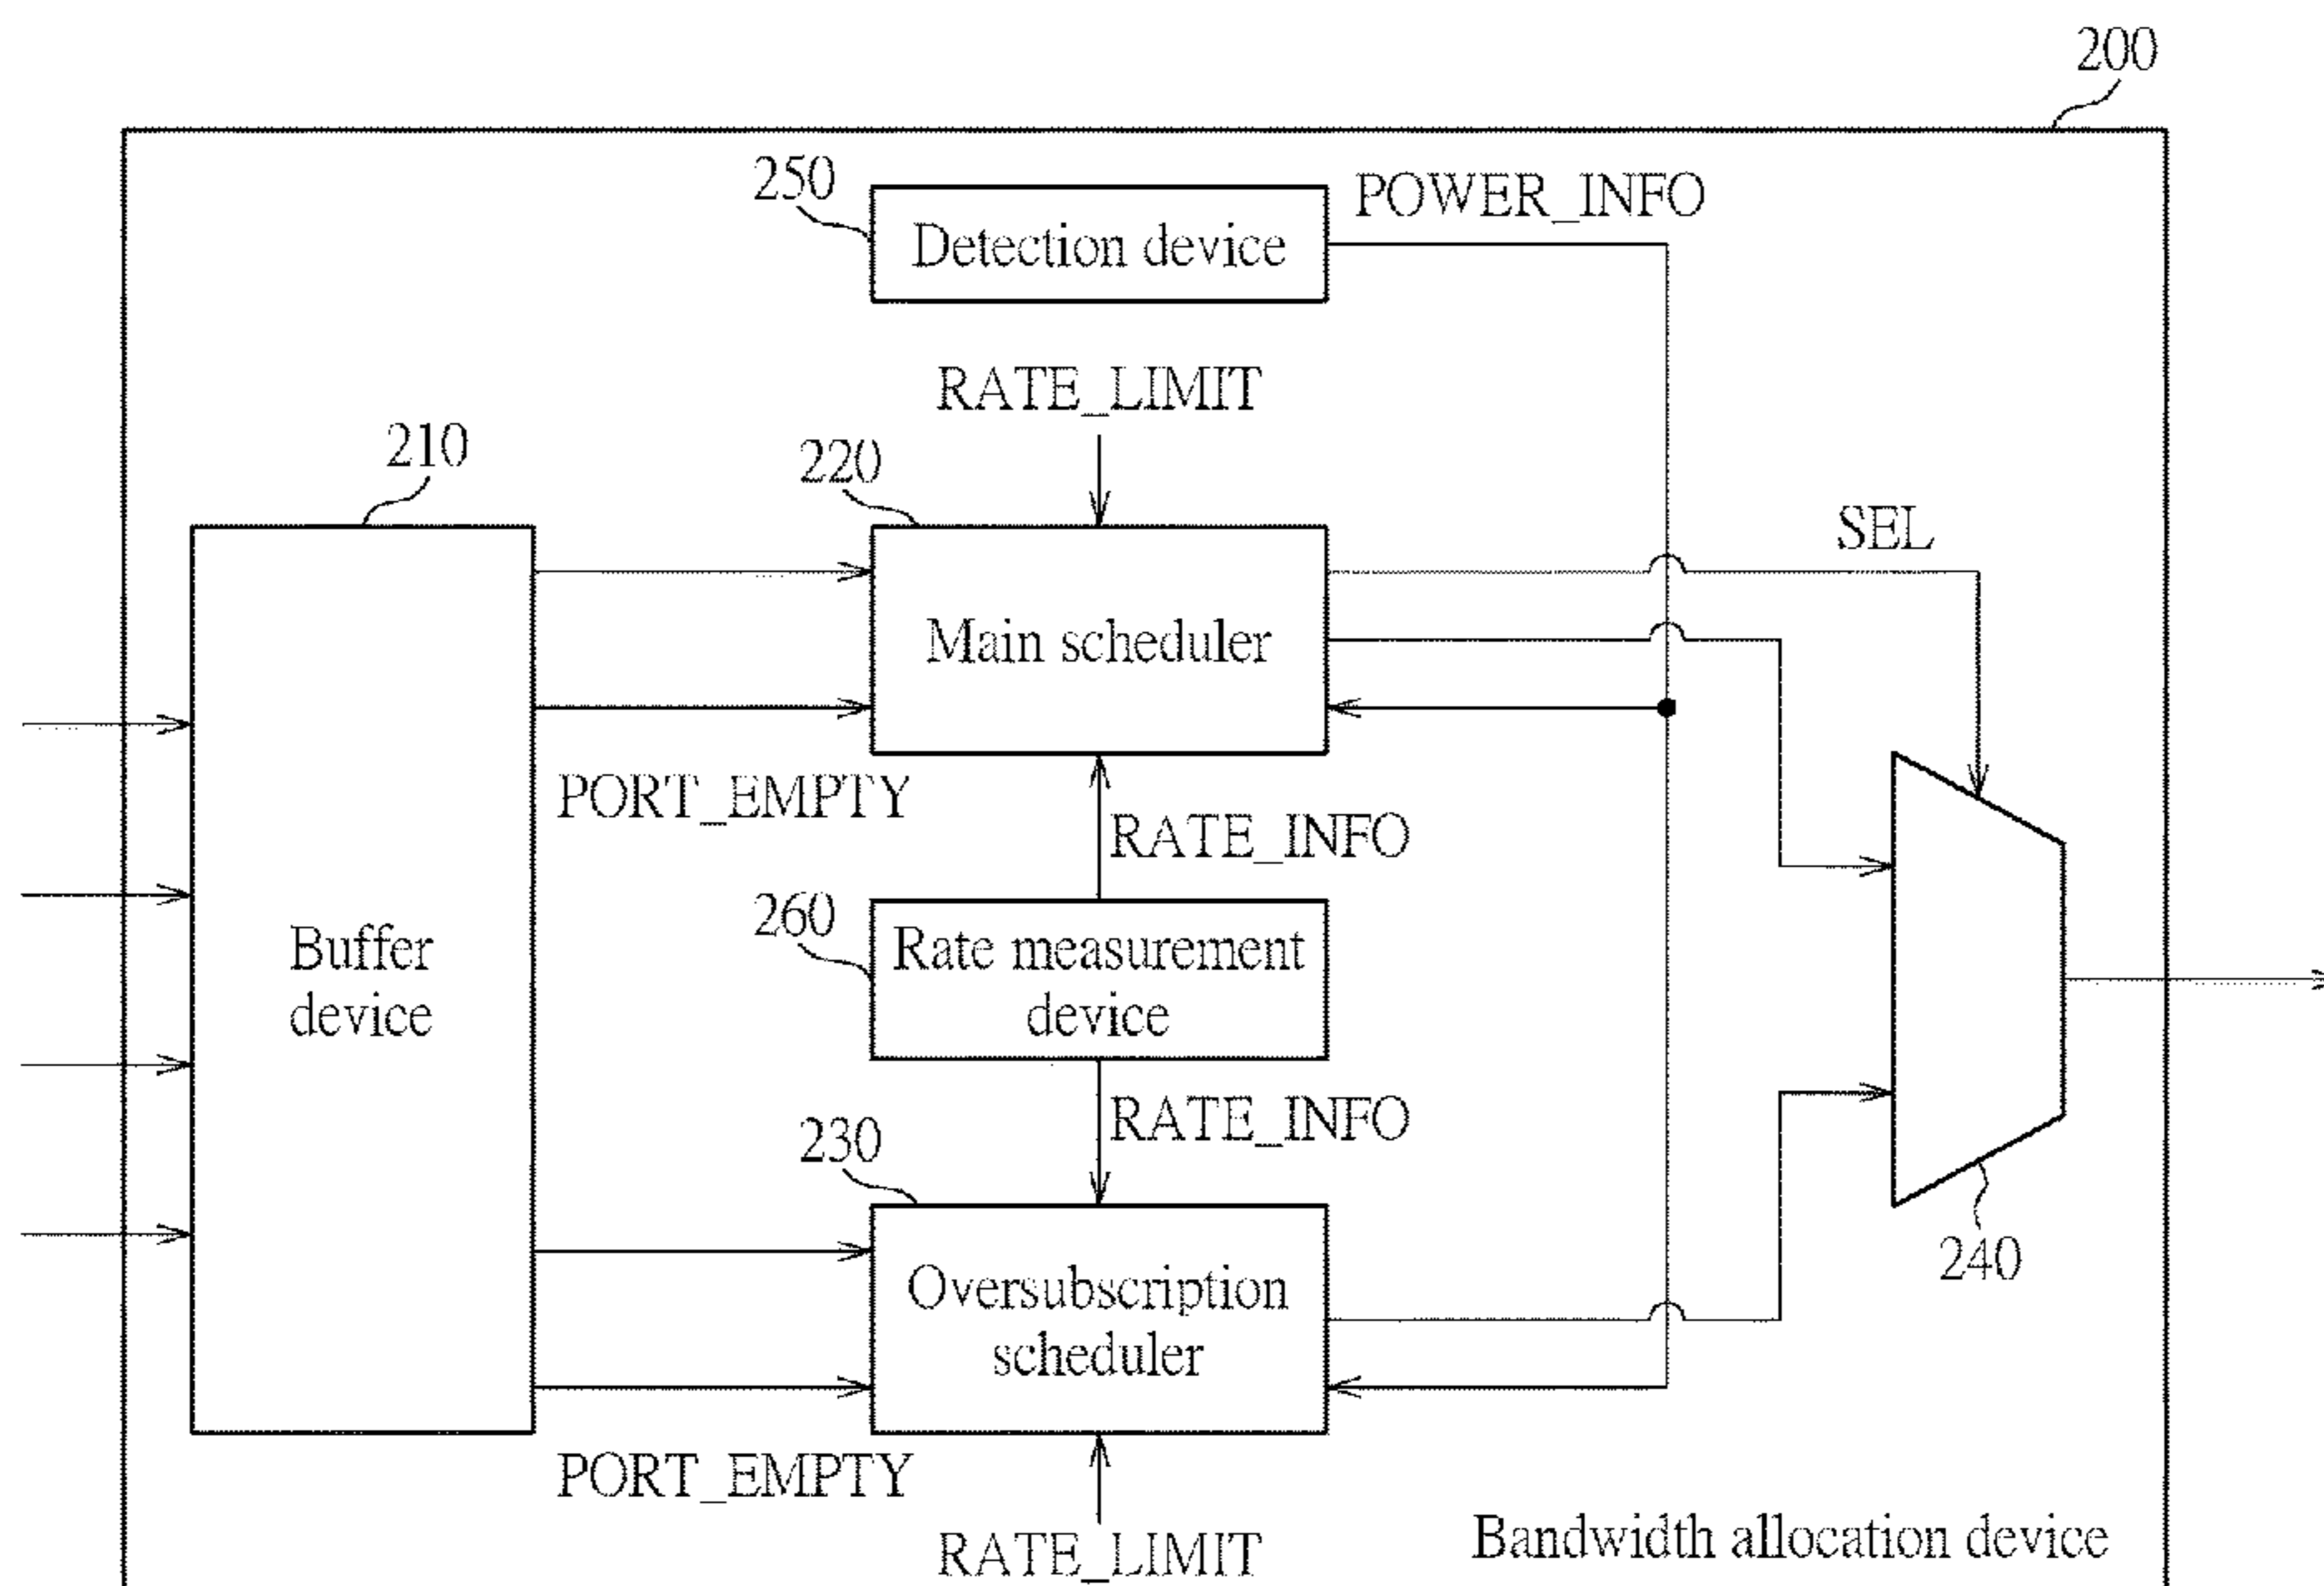 200
250
POWER_INFO
Detection device
RATE_LIMIT
210
220
SEL
Main scheduler
PORT_EMPTY
RATE_INFO
260
Buffer
device
Rate measurement
device
RATE_INFO
230
240
Oversubscription
scheduler
PORT_EMPTY
RATE_LIMIT
Bandwidth allocation device